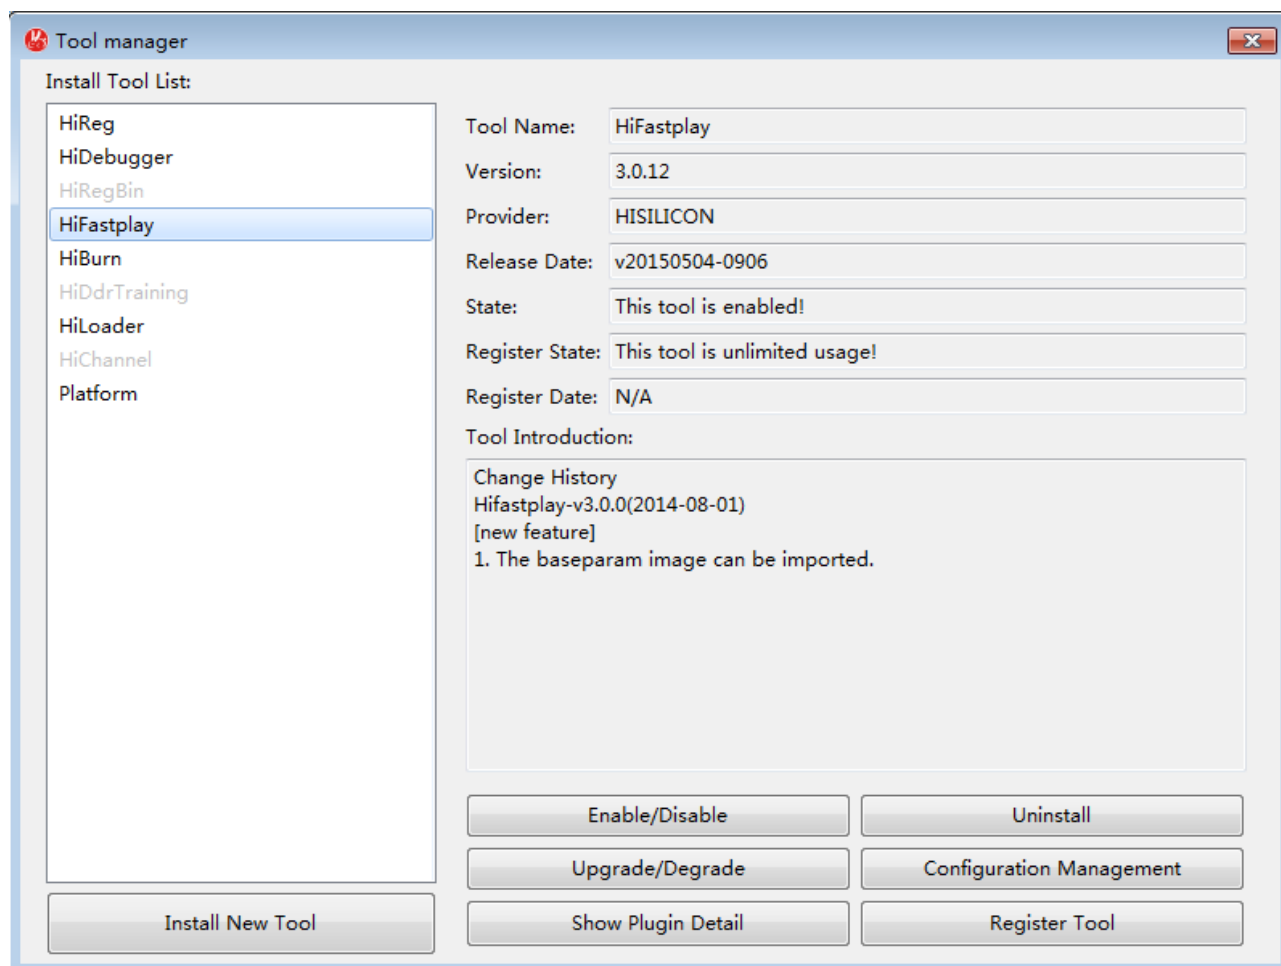 Tool manager
Install Tool List:
HiReg
HiDebugger
HiRegBin
HiFastplay
HiBurn
HiDdrTraining
HiLoader
HiChannel
Platform
Install New Tool
Tool Name: HiFastplay
Version: 3.0.12
Provider: HISILICON
Release Date: v20150504-0906
State: This tool is enabled!
Register State: This tool is unlimited usage!
Register Date: N/A
Tool Introduction:
Change History
Hifastplay-v3.0.0(2014-08-01)
[new feature]
1. The baseparam image can be imported.
Enable/Disable Uninstall
Upgrade/Degrade Configuration Management
Show Plugin Detail Register Tool